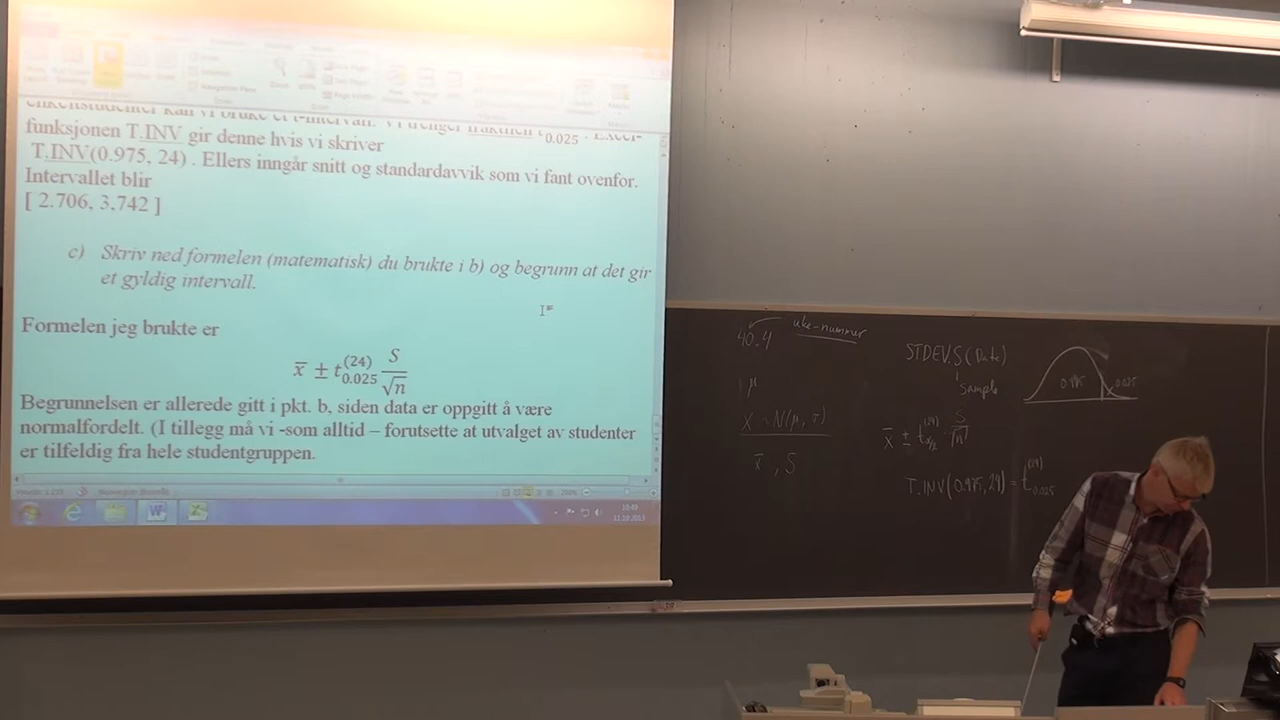 funksjonen T.INV gir denne hvis vi skriver
T.INV(0.975, 24) . Ellers inngår snitt og standardavvik som vi fant ovenfor.
Intervallet blir
[ 2.706, 3.742 ]
c) Skriv ned formelen (matematisk) du brukte i b) og begrunn at det gir
et gyldig intervall.
Formelen jeg brukte er
x̄ ± t_{0.025}^{(24)} S/√n
Begrunnelsen er allerede gitt i pkt. b, siden data er oppgitt å være
normalfordelt. (I tillegg må vi -som alltid – forutsette at utvalget av studenter
er tilfeldig fra hele studentgruppen.
10:49
11.10.2013
40.4 uke-nummer
μ
X ~ N(μ, σ)
x̄ , S
STDEV.S(Data)
Sample
x̄ ± t_{α/2}^{(24)} S/√n
T.INV(0.975, 24) = t_{0.025}^{(24)}
0.975 0.025